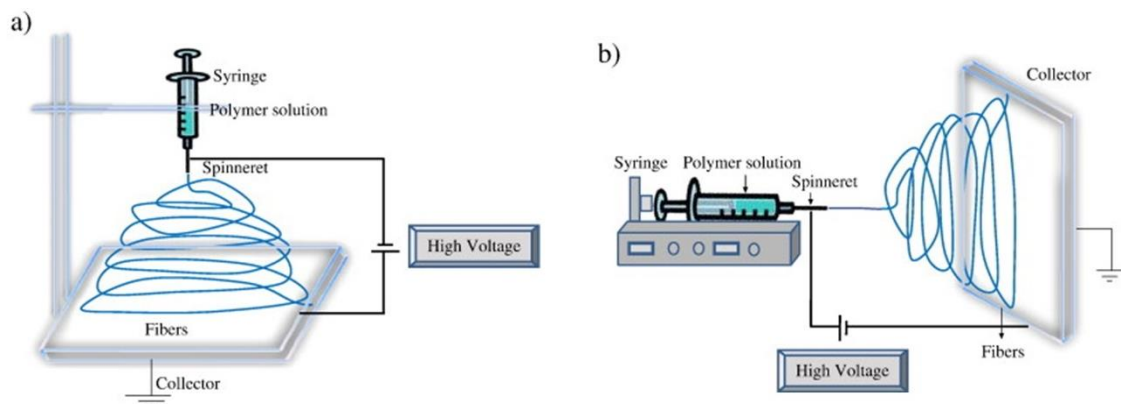 a)
Syringe
Polymer solution
Spinneret
High Voltage
Fibers
Collector
b)
Collector
Syringe Polymer solution
Spinneret
Fibers
High Voltage